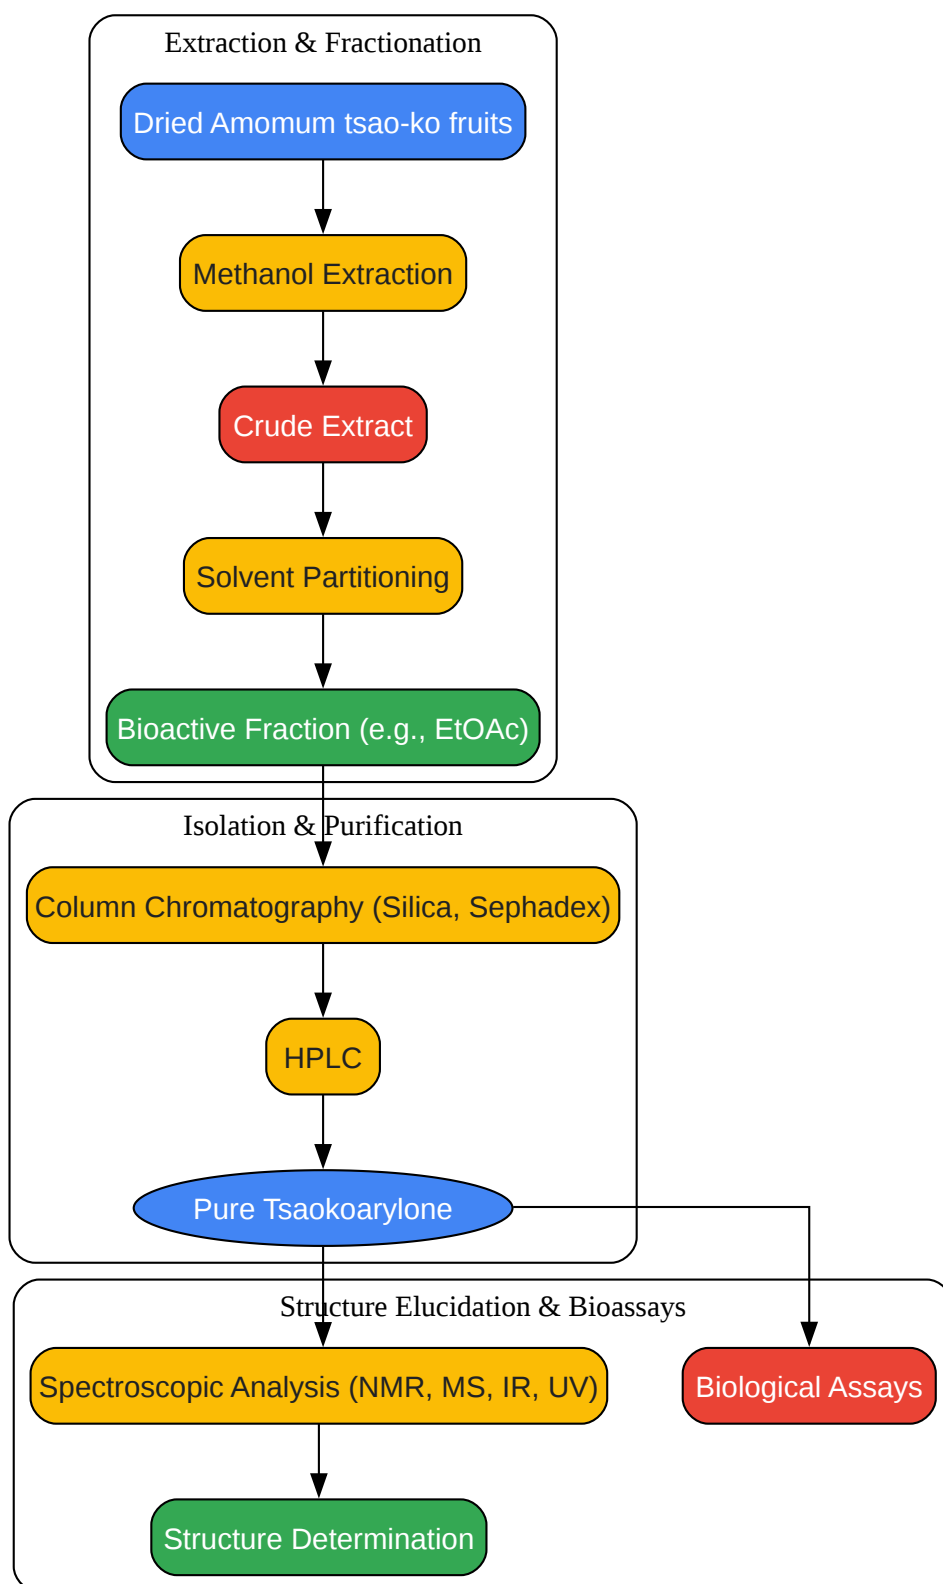 Extraction & Fractionation
Dried Amomum tsao-ko fruits
Methanol Extraction
Crude Extract
Solvent Partitioning
Bioactive Fraction (e.g., EtOAc)
Isolation & Purification
Column Chromatography (Silica, Sephadex)
HPLC
Pure Tsaokoarylone
Structure Elucidation & Bioassays
Spectroscopic Analysis (NMR, MS, IR, UV)
Biological Assays
Structure Determination